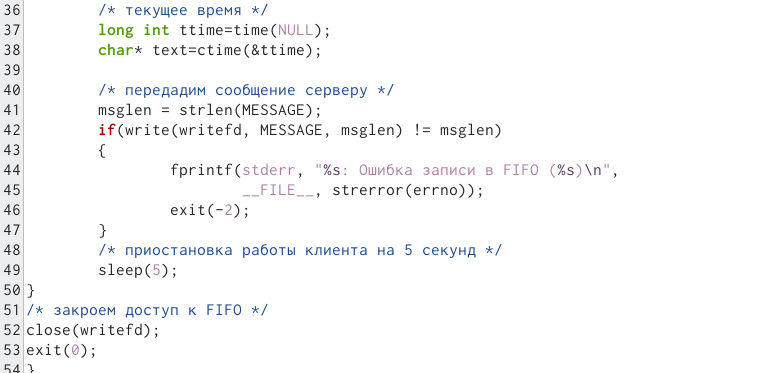 36 /* текущее время */
37 long int ttime=time(NULL);
38 char* text=ctime(&ttime);
39
40 /* передадим сообщение серверу */
41 msglen = strlen(MESSAGE);
42 if(write(writefd, MESSAGE, msglen) != msglen)
43 {
44 fprintf(stderr, "%s: Ошибка записи в FIFO (%s)\n",
45 __FILE__, strerror(errno));
46 exit(-2);
47 }
48 /* приостановка работы клиента на 5 секунд */
49 sleep(5);
50 }
51 /* закроем доступ к FIFO */
52 close(writefd);
53 exit(0);
54 }